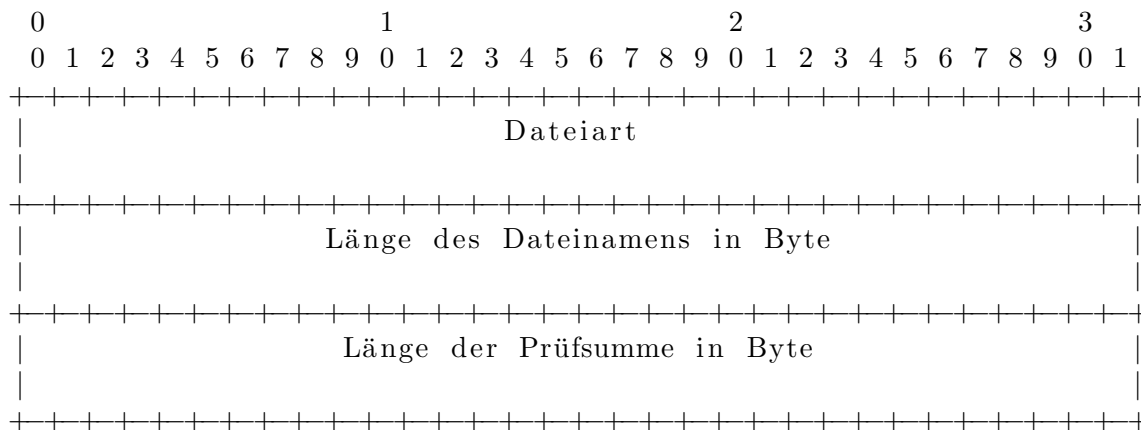 0 1 2 3
0 1 2 3 4 5 6 7 8 9 0 1 2 3 4 5 6 7 8 9 0 1 2 3 4 5 6 7 8 9 0 1
+-+-+-+-+-+-+-+-+-+-+-+-+-+-+-+-+-+-+-+-+-+-+-+-+-+-+-+-+-+-+-+-+
| Dateiart |
| |
+-+-+-+-+-+-+-+-+-+-+-+-+-+-+-+-+-+-+-+-+-+-+-+-+-+-+-+-+-+-+-+-+
| Länge des Dateinamens in Byte |
| |
+-+-+-+-+-+-+-+-+-+-+-+-+-+-+-+-+-+-+-+-+-+-+-+-+-+-+-+-+-+-+-+-+
| Länge der Prüfsumme in Byte |
| |
+-+-+-+-+-+-+-+-+-+-+-+-+-+-+-+-+-+-+-+-+-+-+-+-+-+-+-+-+-+-+-+-+